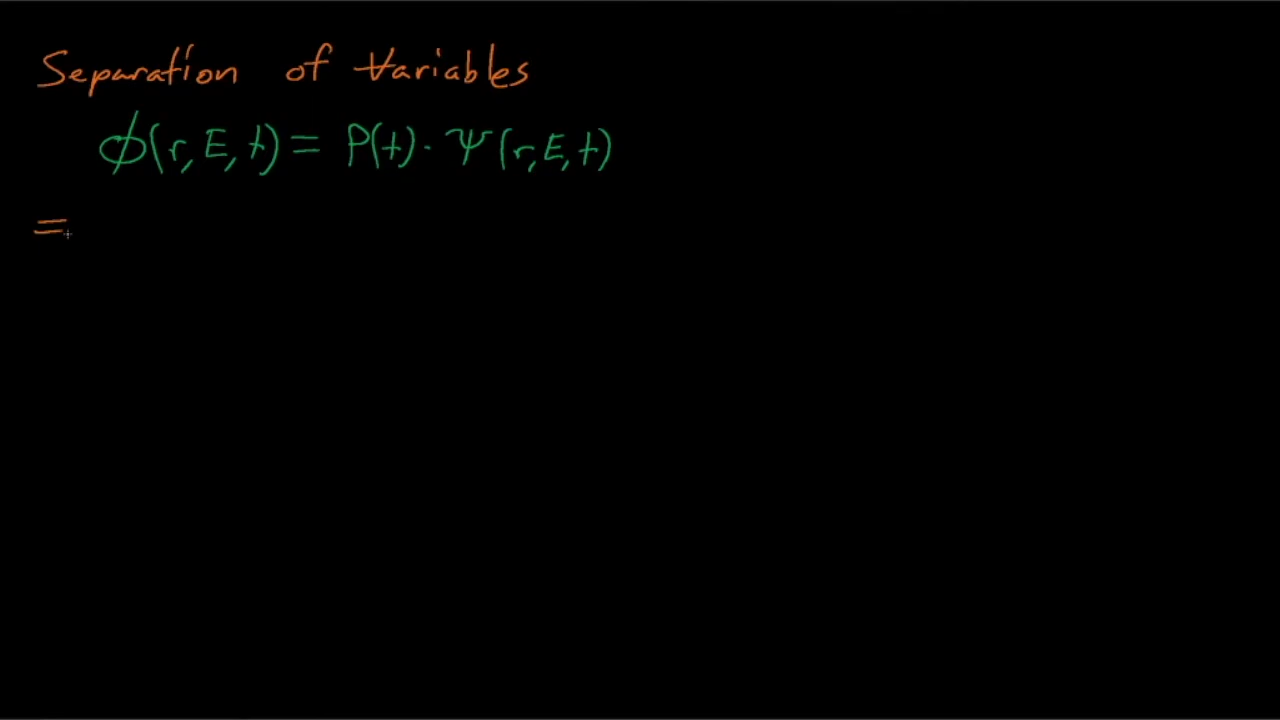 Separation of Variables
ϕ(r, E, t) = P(t) · Ψ(r, E, t)
=